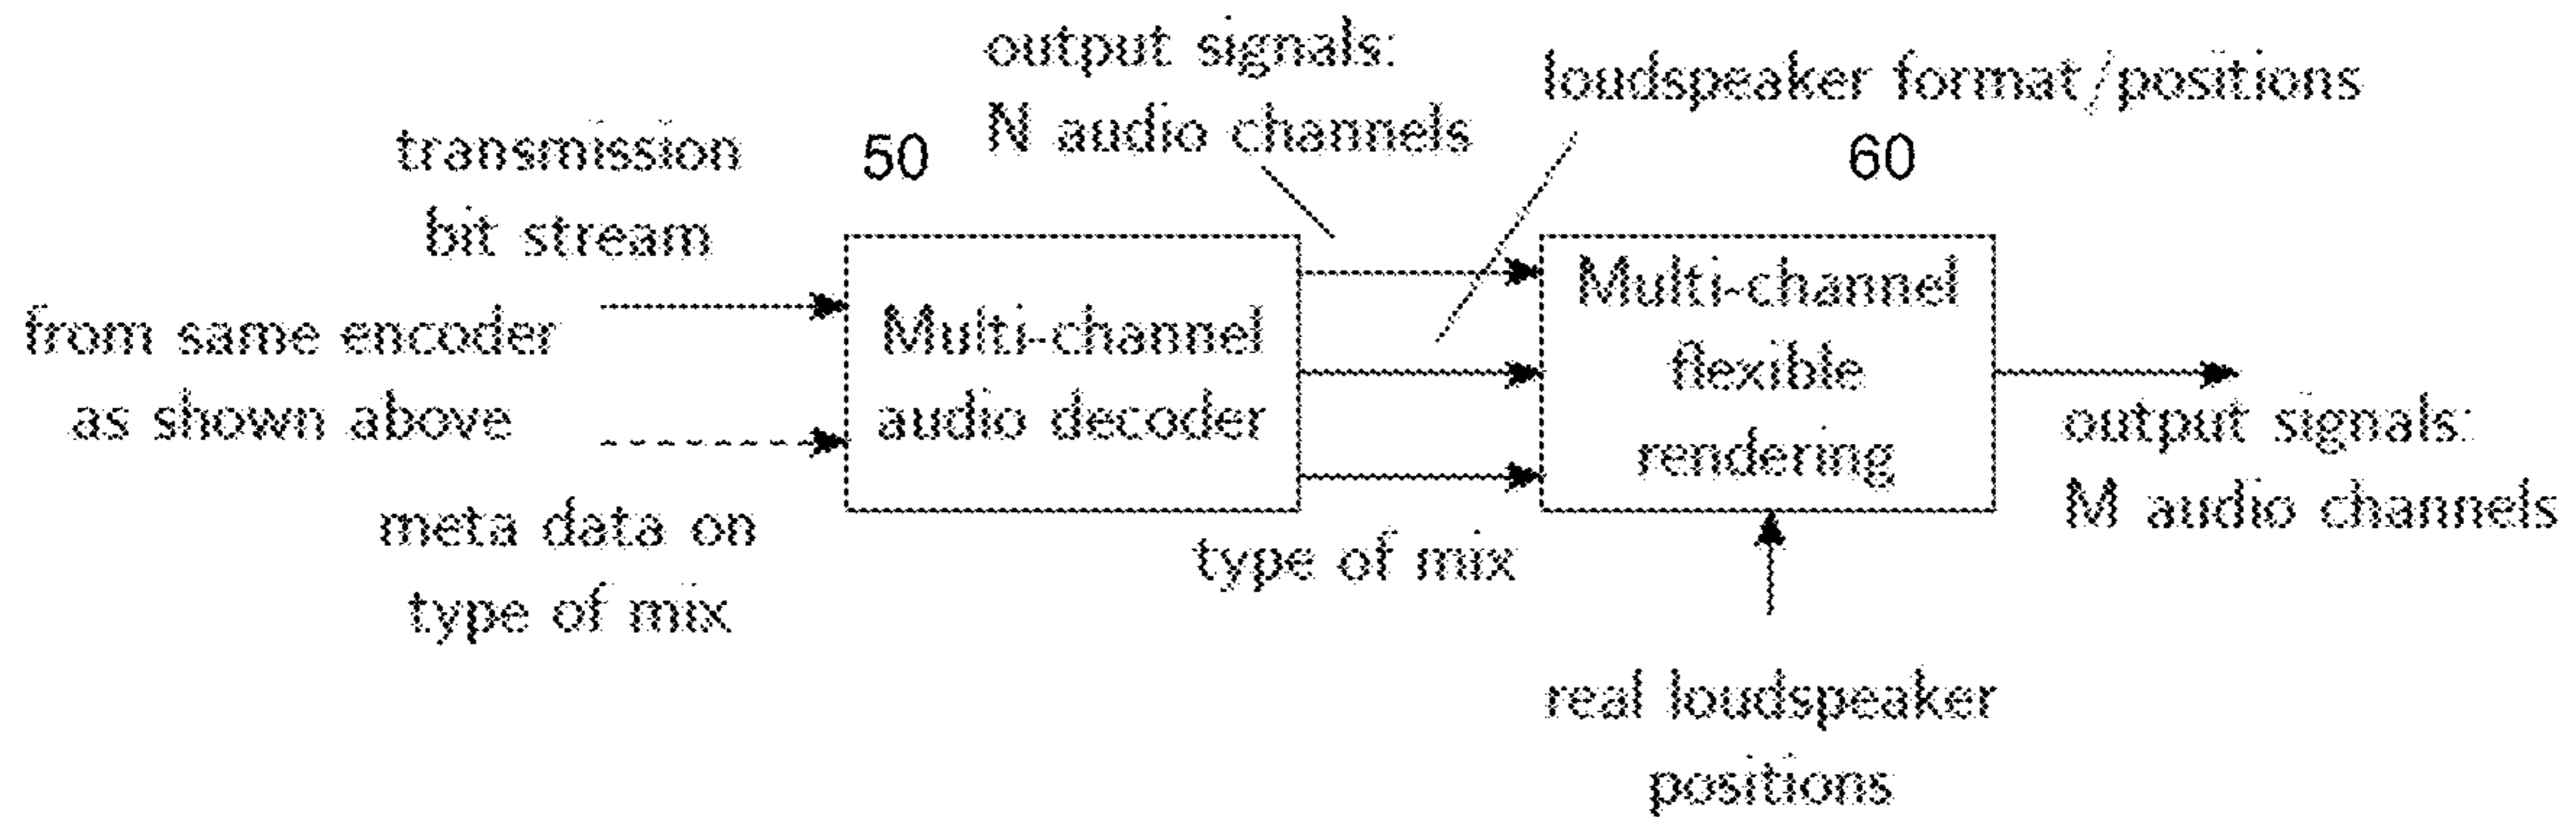 transmission
bit stream
from same encoder
as shown above
meta data on
type of mix
50
Multi-channel
audio decoder
output signals:
N audio channels
loudspeaker format/positions
type of mix
60
Multi-channel
flexible
rendering
real loudspeaker
positions
output signals:
M audio channels